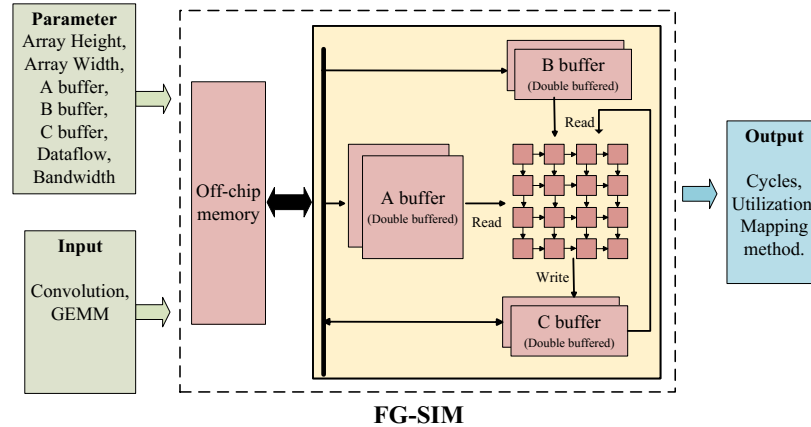 Parameter
Array Height,
Array Width,
A buffer,
B buffer,
C buffer,
Dataflow,
Bandwidth
Input
Convolution,
GEMM
Off-chip
memory
B buffer
(Double buffered)
Read
A buffer
(Double buffered)
Read
Write
C buffer
(Double buffered)
Output
Cycles,
Utilization,
Mapping
method.
FG-SIM